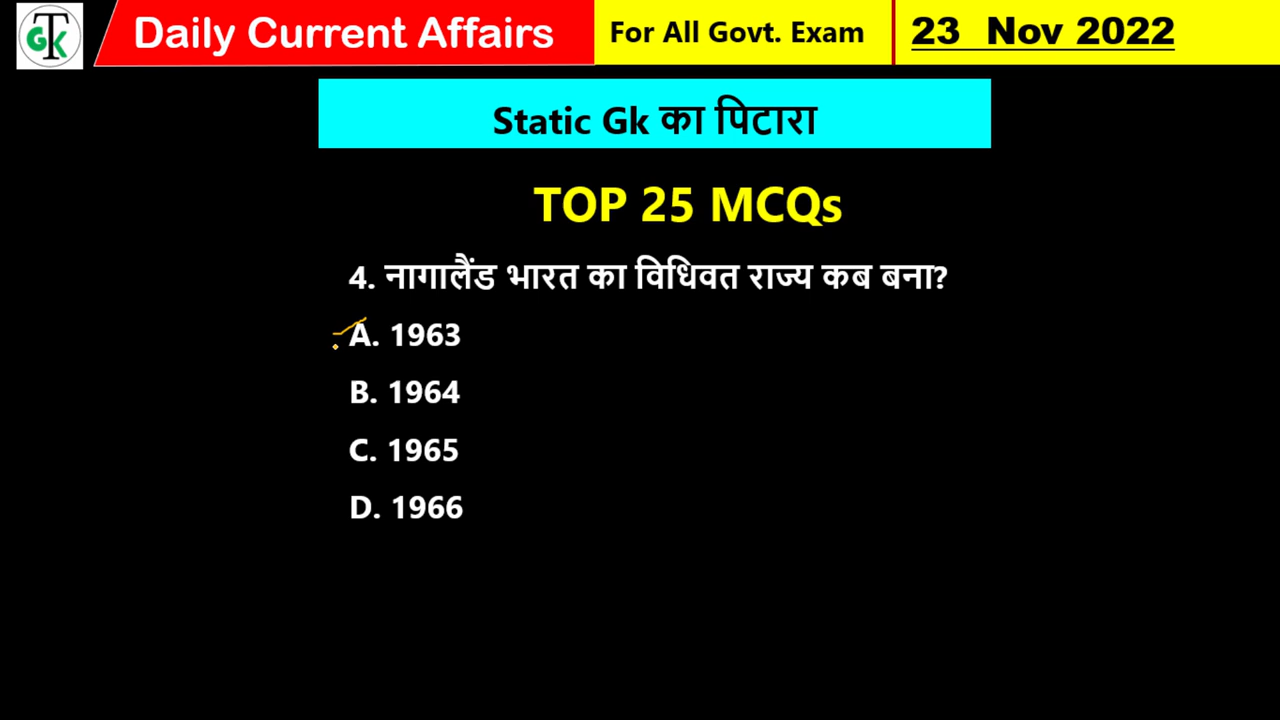 TGK
Daily Current Affairs
For All Govt. Exam
23 Nov 2022
Static Gk का पिटारा
TOP 25 MCQs
4. नागालैंड भारत का विधिवत राज्य कब बना?
A. 1963
B. 1964
C. 1965
D. 1966